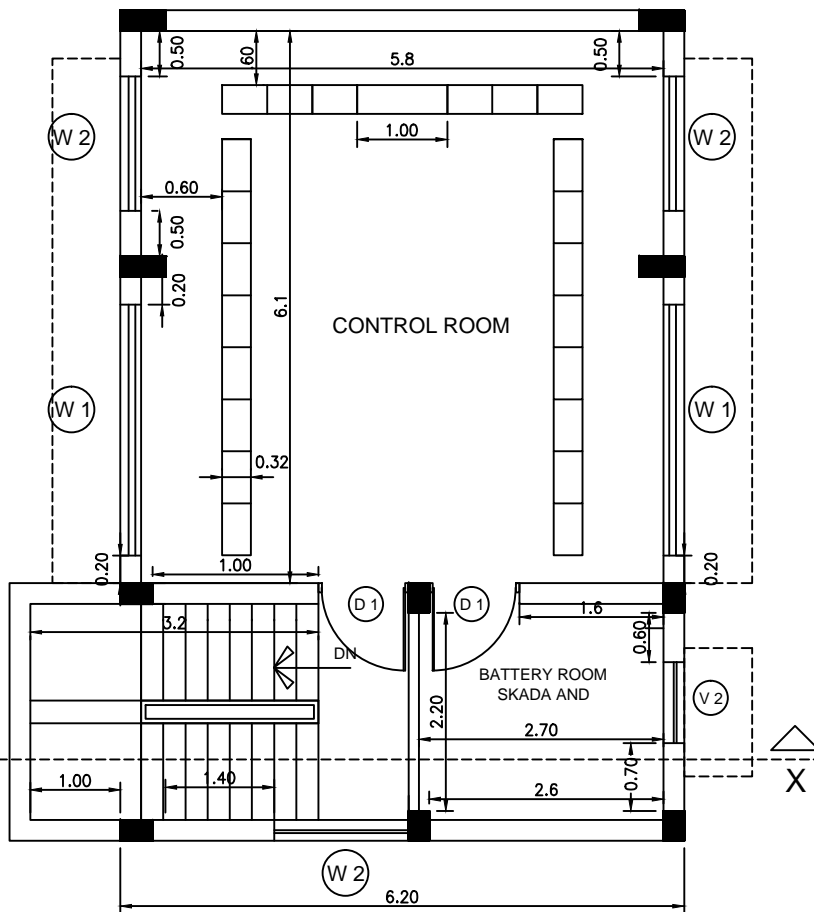 0.50
.60
5.8
0.50
W 2
1.00
W 2
0.60
0.50
0.20
6.1
CONTROL ROOM
W 1
W 1
0.32
0.20
1.00
0.20
D 1
D 1
1.6
3.2
0.60
DN
BATTERY ROOM
SKADA AND
V 2
2.20
2.70
1.00
1.40
2.6
0.70
X
W 2
6.20